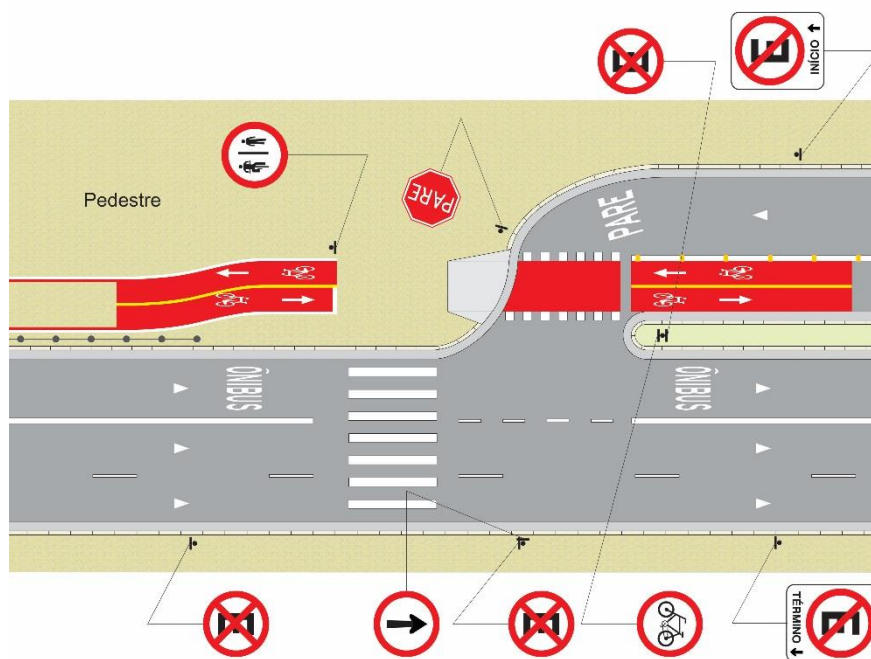 E
INÍCIO
E
Pedestre
PARE
PARE
ÔNIBUS
ÔNIBUS
E
E
E
TÉRMINO